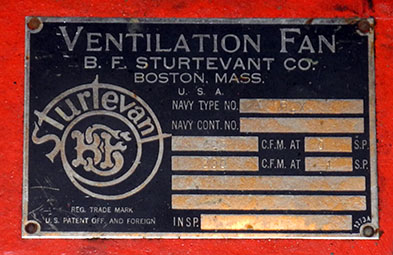 VENTILATION FAN
B. F. STURTEVANT CO.
BOSTON, MASS.
U. S. A.
NAVY TYPE NO.
NAVY CONT. NO.
C.F.M. AT S.P.
C.F.M. AT S.P.
Sturtevant
BFS
REG. TRADE MARK
U.S. PATENT OFF. AND FOREIGN
INSP.